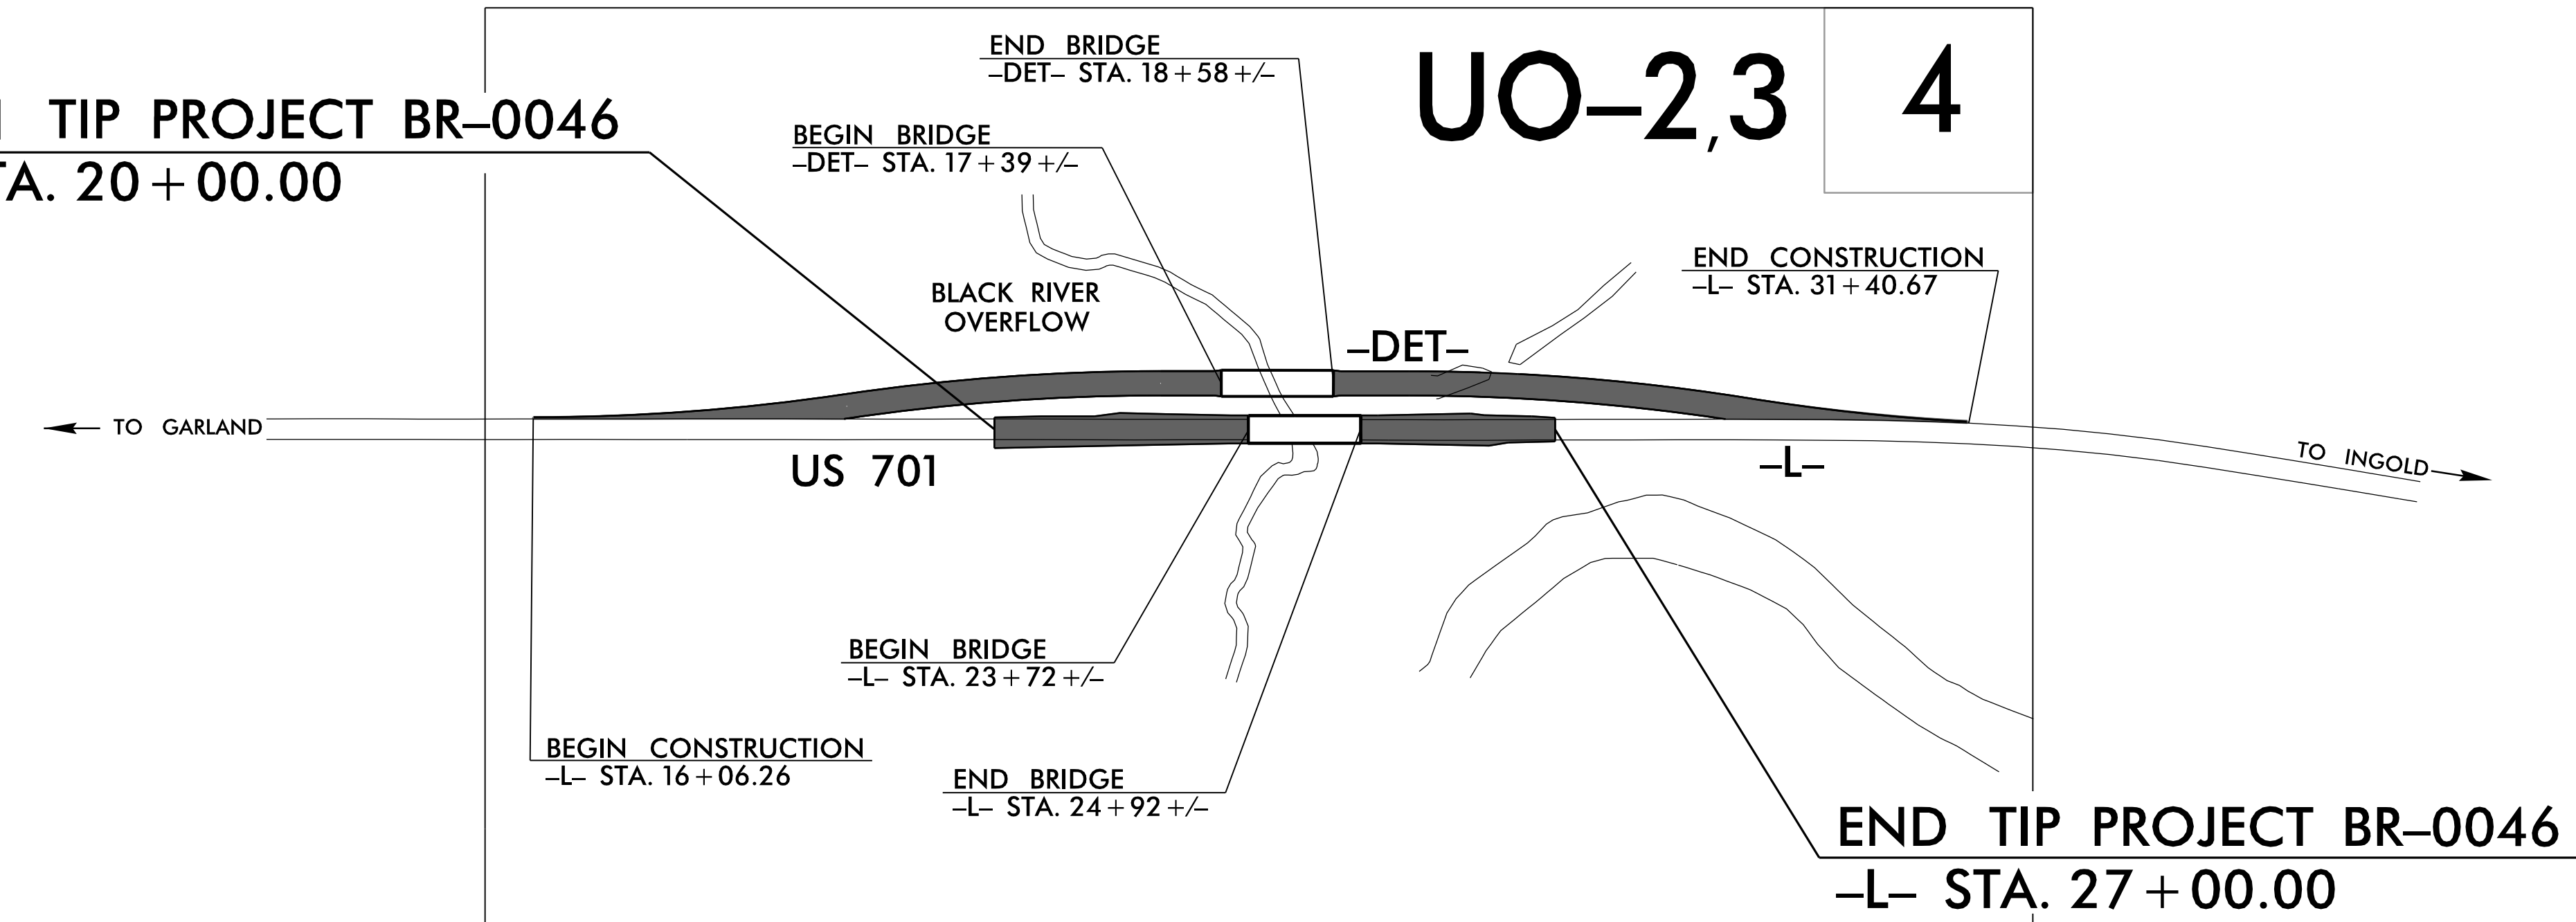 END BRIDGE
–DET– STA. 18+58 +/–
UO–2,3
4
TIP PROJECT BR–0046
STA. 20+00.00
BEGIN BRIDGE
–DET– STA. 17+39 +/–
END CONSTRUCTION
–L– STA. 31+40.67
BLACK RIVER
OVERFLOW
–DET–
TO GARLAND
US 701
–L–
TO INGOLD
BEGIN BRIDGE
–L– STA. 23+72 +/–
BEGIN CONSTRUCTION
–L– STA. 16+06.26
END BRIDGE
–L– STA. 24+92 +/–
END TIP PROJECT BR–0046
–L– STA. 27+00.00